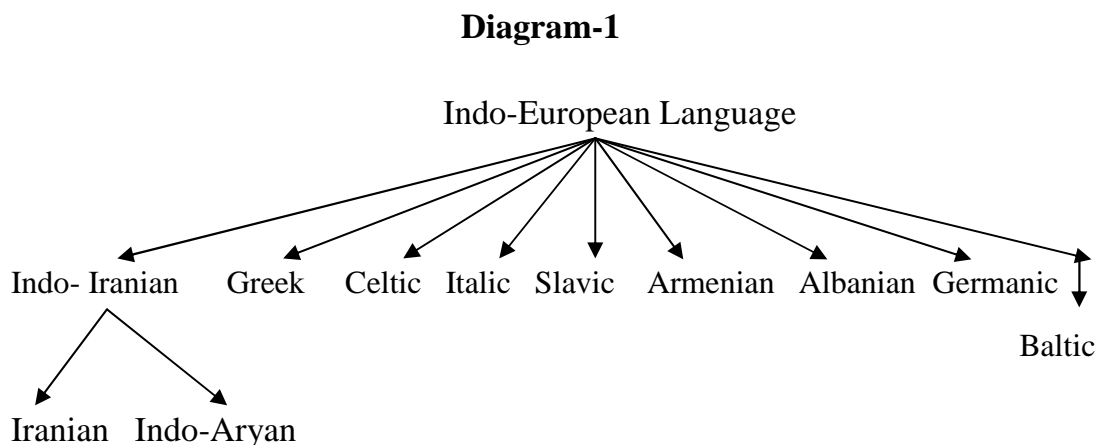 Diagram-1
Indo-European Language
Indo- Iranian Greek Celtic Italic Slavic Armenian Albanian Germanic
Baltic
Iranian Indo-Aryan